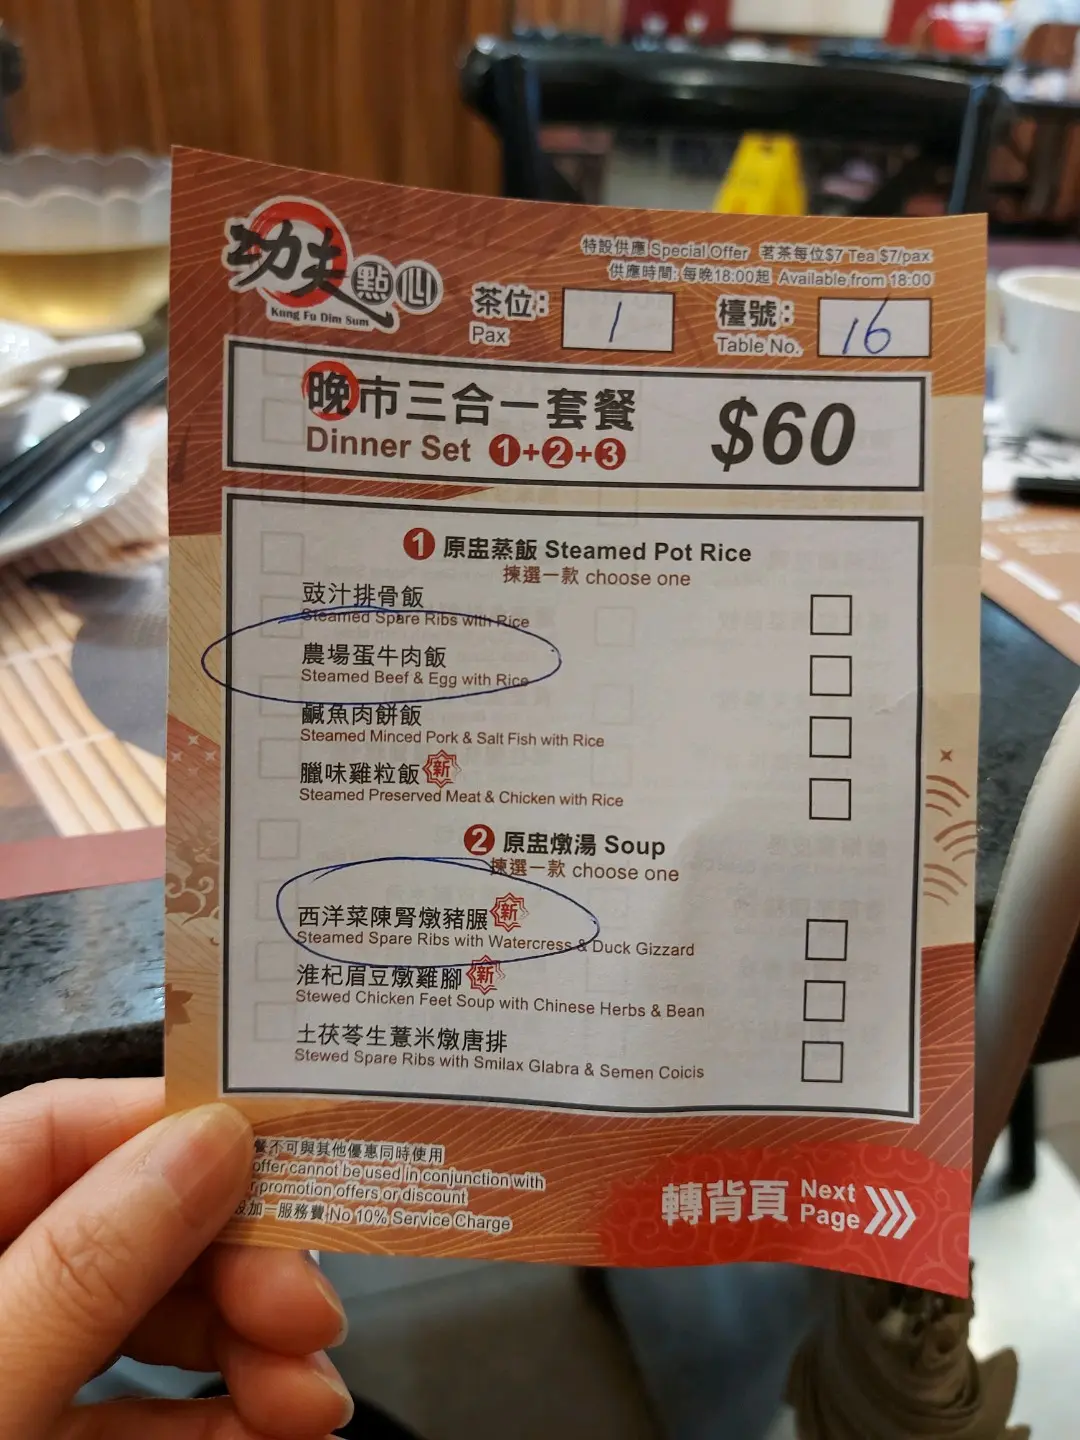 功夫點心
Kung Fu Dim Sum
特設供應 Special Offer 茗茶每位$7 Tea $7/pax
供應時間: 每晚18:00起 Available from 18:00
茶位: 1
Pax
檯號: 16
Table No.
晚市三合一套餐 $60
Dinner Set 1+2+3
1 原盅蒸飯 Steamed Pot Rice
揀選一款 choose one
豉汁排骨飯
Steamed Spare Ribs with Rice
農場蛋牛肉飯
Steamed Beef & Egg with Rice
鹹魚肉餅飯
Steamed Minced Pork & Salt Fish with Rice
臘味雞粒飯 新
Steamed Preserved Meat & Chicken with Rice
2 原盅燉湯 Soup
揀選一款 choose one
西洋菜陳腎燉豬𦟌 新
Steamed Spare Ribs with Watercress & Duck Gizzard
淮杞眉豆燉雞腳 新
Stewed Chicken Feet Soup with Chinese Herbs & Bean
土茯苓生薏米燉唐排
Stewed Spare Ribs with Smilax Glabra & Semen Coicis
餐不可與其他優惠同時使用
offer cannot be used in conjunction with
promotion offers or discount
加一服務費 No 10% Service Charge
轉背頁 Next Page